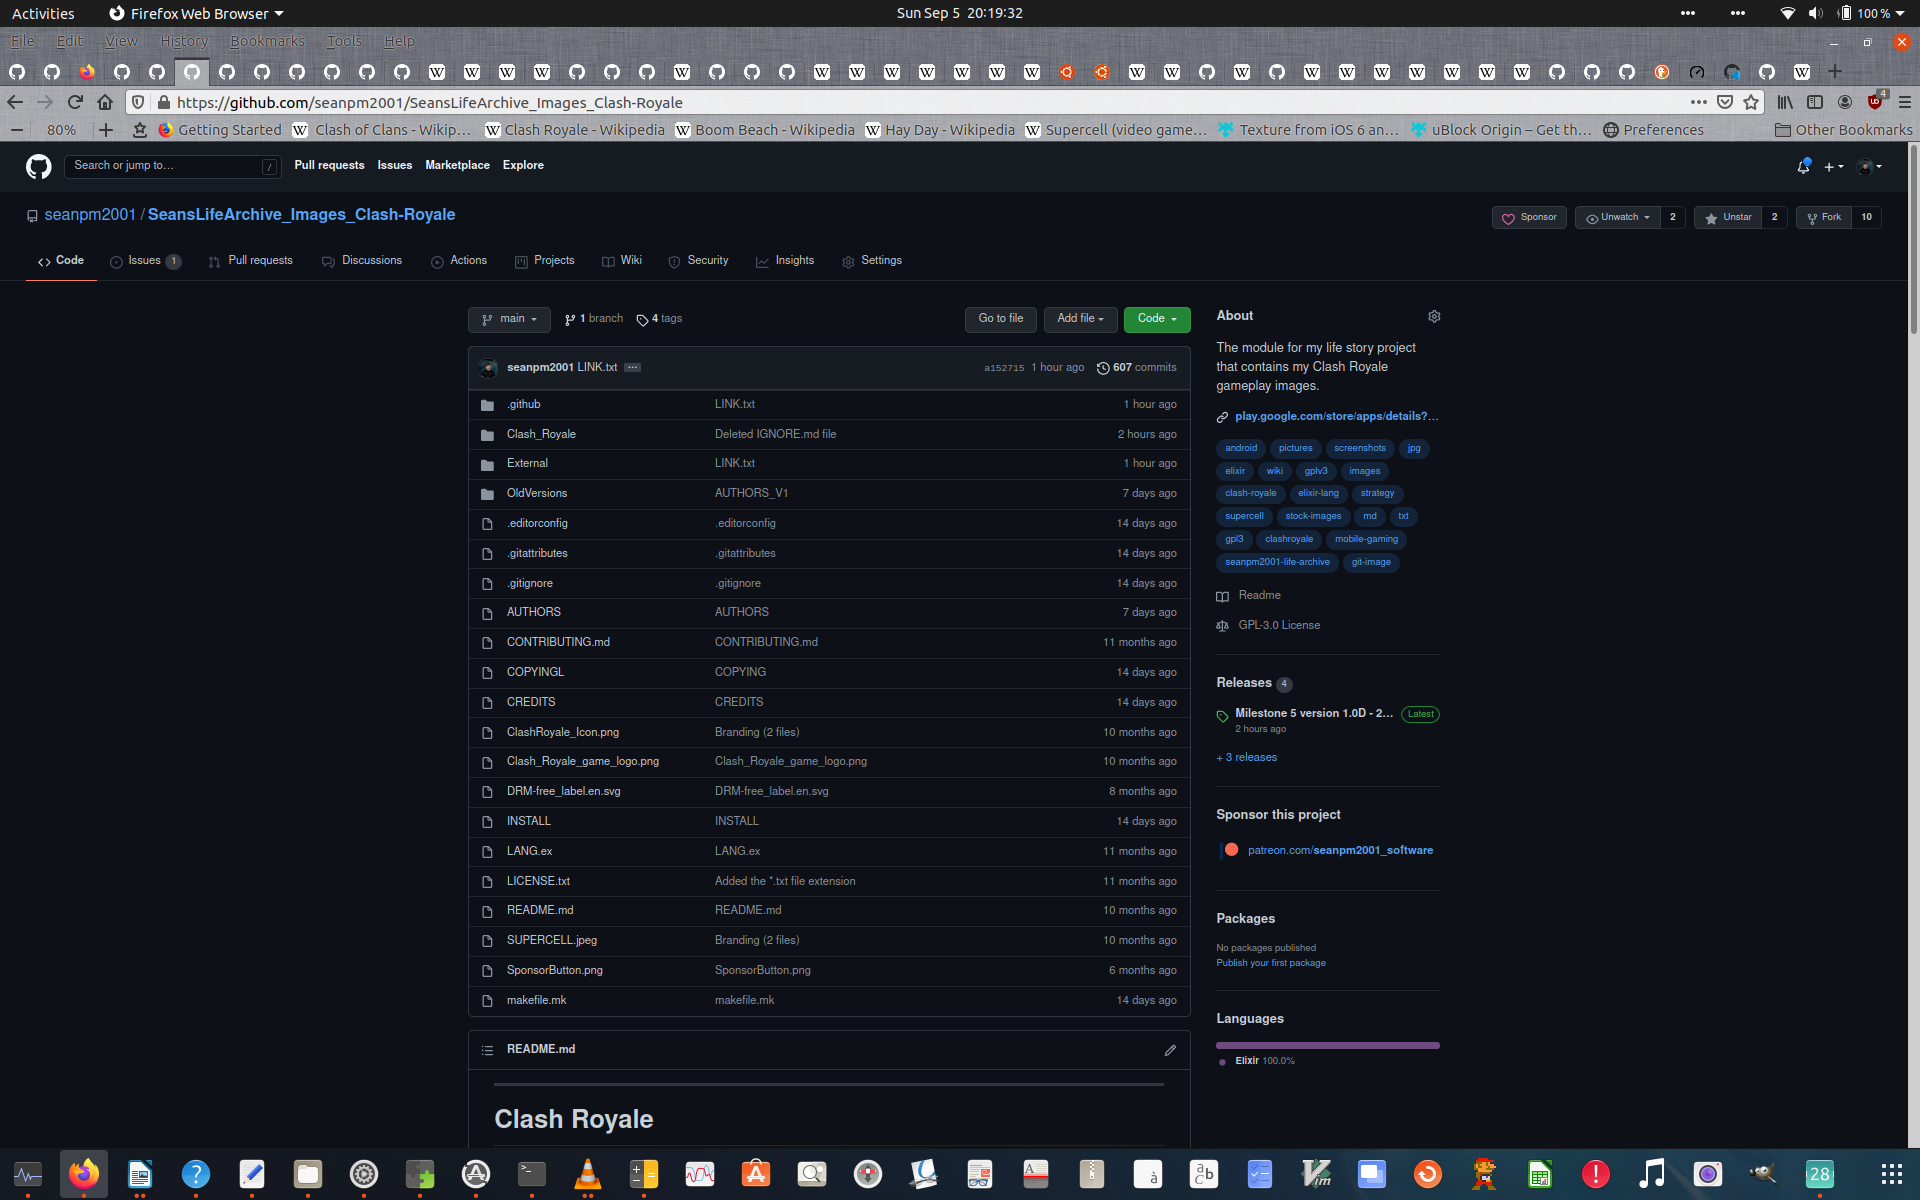 Activities Firefox Web Browser Sun Sep 5 20:19:32 100 %
File Edit View History Bookmarks Tools Help
https://github.com/seanpm2001/SeansLifeArchive_Images_Clash-Royale 4
80% Getting Started Clash of Clans - Wikip… Clash Royale - Wikipedia Boom Beach - Wikipedia Hay Day - Wikipedia Supercell (video game… Texture from iOS 6 an… uBlock Origin – Get th… Preferences Other Bookmarks
Search or jump to… / Pull requests Issues Marketplace Explore
seanpm2001 / SeansLifeArchive_Images_Clash-Royale Sponsor Unwatch 2 Unstar 2 Fork 10
Code Issues 1 Pull requests Discussions Actions Projects Wiki Security Insights Settings
main 1 branch 4 tags Go to file Add file Code
seanpm2001 LINK.txt ... a152715 1 hour ago 607 commits
.github LINK.txt 1 hour ago
Clash_Royale Deleted IGNORE.md file 2 hours ago
External LINK.txt 1 hour ago
OldVersions AUTHORS_V1 7 days ago
.editorconfig .editorconfig 14 days ago
.gitattributes .gitattributes 14 days ago
.gitignore .gitignore 14 days ago
AUTHORS AUTHORS 7 days ago
CONTRIBUTING.md CONTRIBUTING.md 11 months ago
COPYINGL COPYING 14 days ago
CREDITS CREDITS 14 days ago
ClashRoyale_Icon.png Branding (2 files) 10 months ago
Clash_Royale_game_logo.png Clash_Royale_game_logo.png 10 months ago
DRM-free_label.en.svg DRM-free_label.en.svg 8 months ago
INSTALL INSTALL 14 days ago
LANG.ex LANG.ex 11 months ago
LICENSE.txt Added the *.txt file extension 11 months ago
README.md README.md 10 months ago
SUPERCELL.jpeg Branding (2 files) 10 months ago
SponsorButton.png SponsorButton.png 6 months ago
makefile.mk makefile.mk 14 days ago
README.md
Clash Royale
About
The module for my life story project
that contains my Clash Royale
gameplay images.
play.google.com/store/apps/details?…
android pictures screenshots jpg
elixir wiki gplv3 images
clash-royale elixir-lang strategy
supercell stock-images md txt
gpl3 clashroyale mobile-gaming
seanpm2001-life-archive git-image
Readme
GPL-3.0 License
Releases 4
Milestone 5 version 1.0D - 2… Latest
2 hours ago
+ 3 releases
Sponsor this project
patreon.com/seanpm2001_software
Packages
No packages published
Publish your first package
Languages
Elixir 100.0%
28